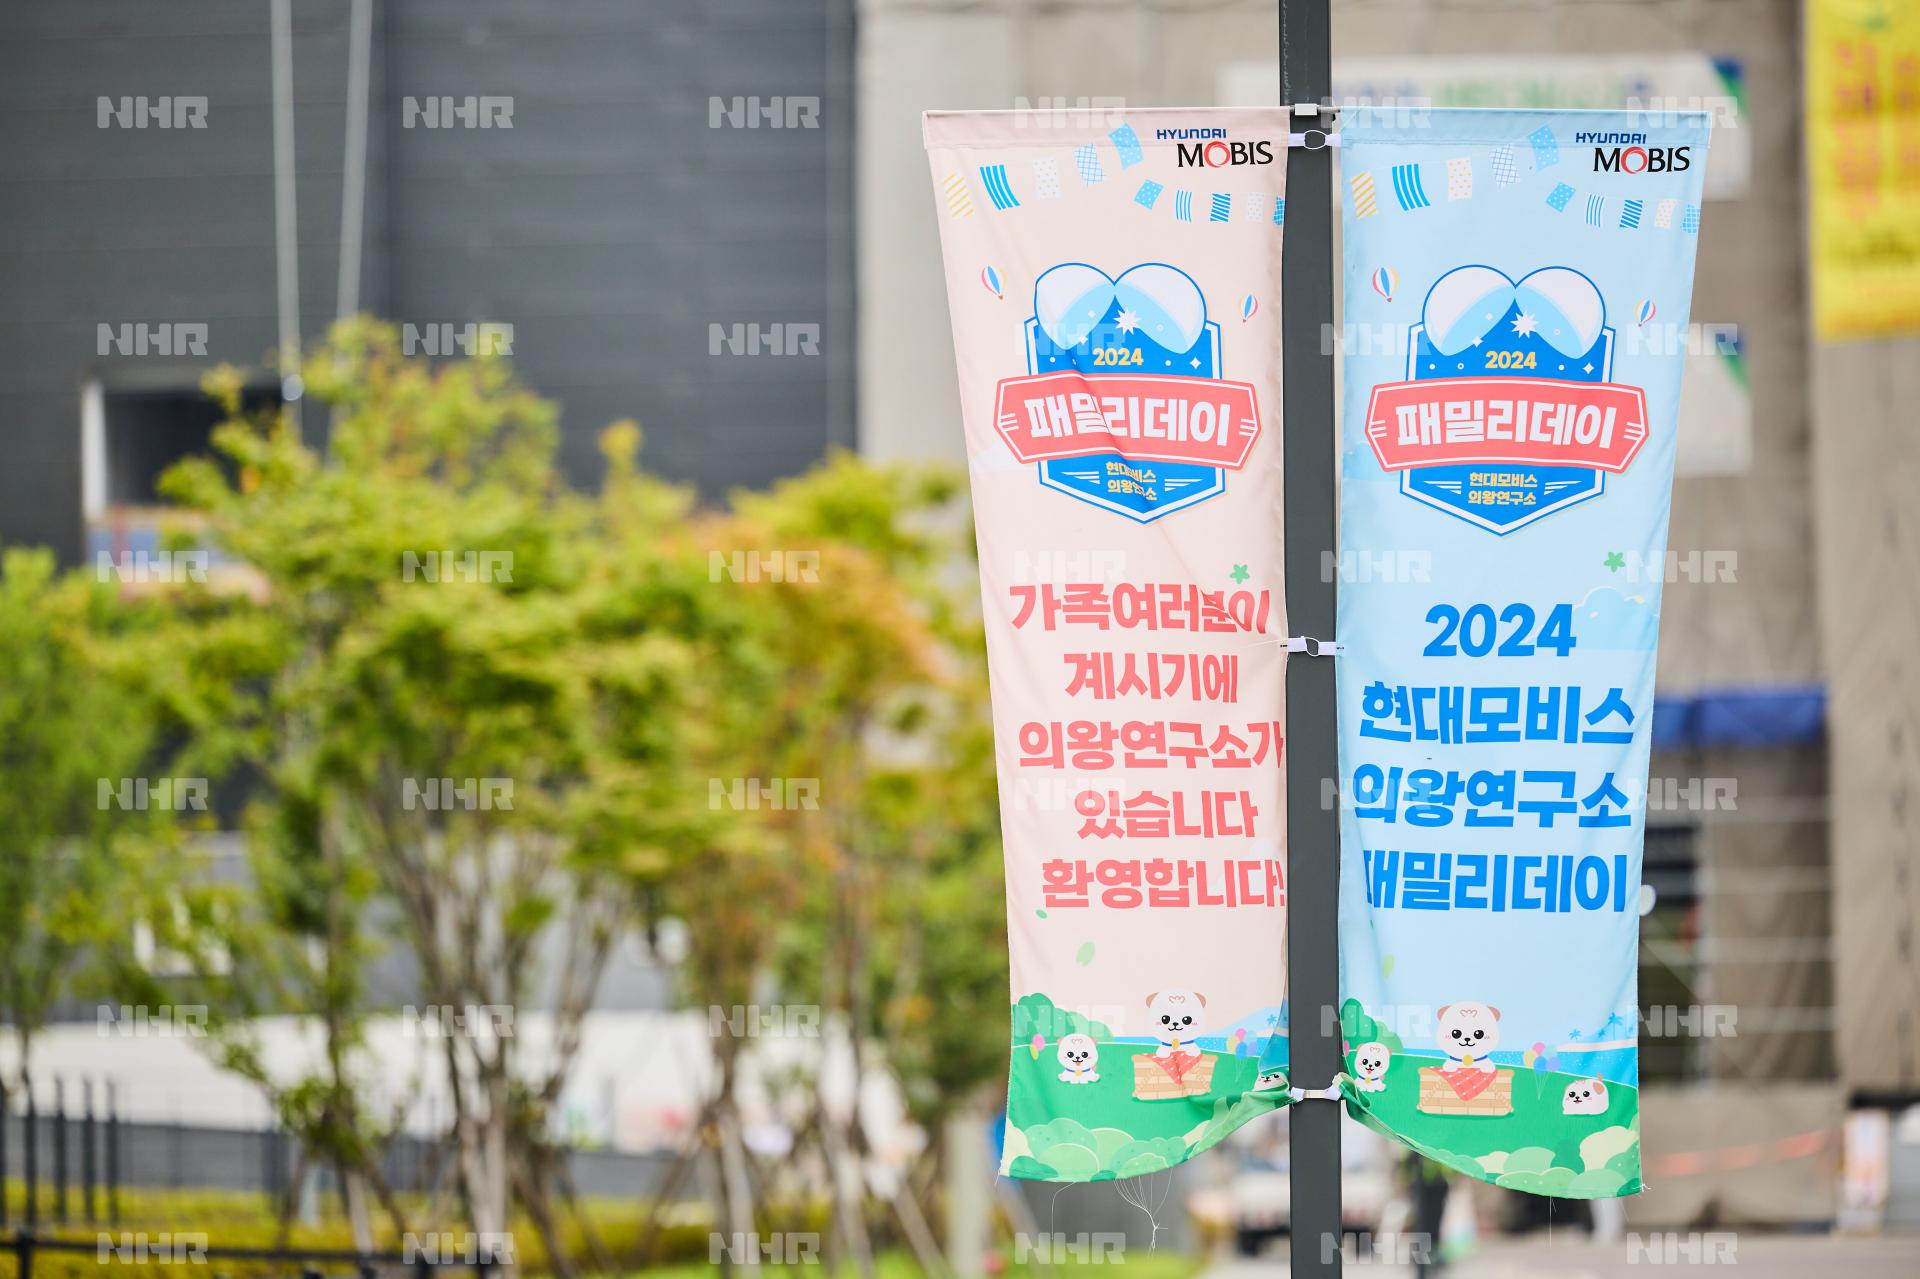 HYUNDAI
MOBIS
2024
패밀리데이
현대모비스
의왕연구소
가족여러분이
계시기에
의왕연구소가
있습니다
환영합니다!
HYUNDAI
MOBIS
2024
패밀리데이
현대모비스
의왕연구소
2024
현대모비스
의왕연구소
패밀리데이
NHR